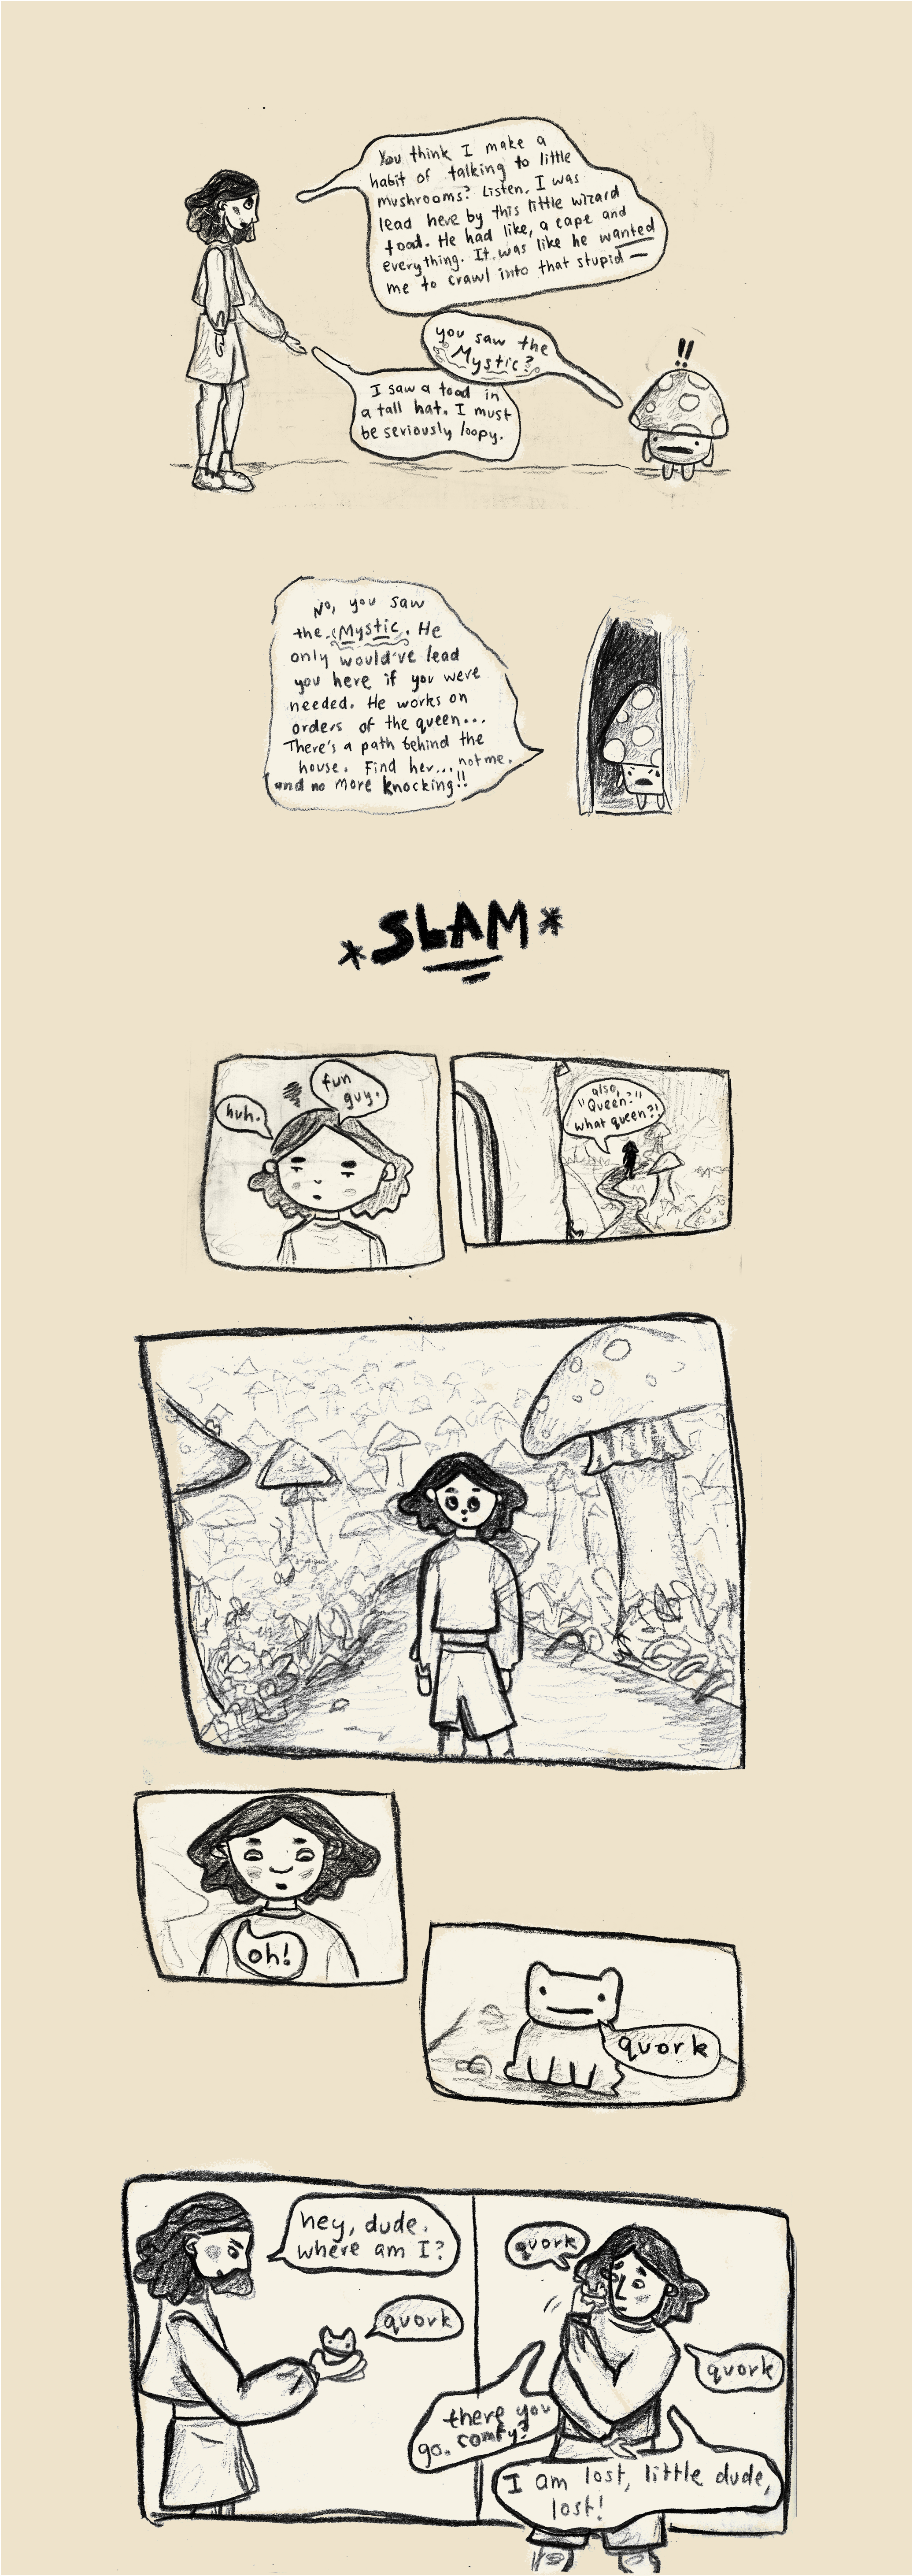 You think I make a
habit of talking to little
mushrooms? Listen. I was
lead here by this little wizard
toad. He had like, a cape and
everything. It was like he wanted
me to crawl into that stupid —
you saw the
Mystic?
!!
I saw a toad in
a tall hat. I must
be seriously loopy.
No, you saw
the Mystic. He
only would've lead
you here if you were
needed. He works on
orders of the queen...
There's a path behind the
house. Find her... not me.
and no more knocking!!
*SLAM*
huh.
fun
guy.
also,
"Queen?"
what queen?!
oh!
quork
hey, dude.
where am I?
quork
quork
quork
there you
go. comfy?
I am lost, little dude,
lost!